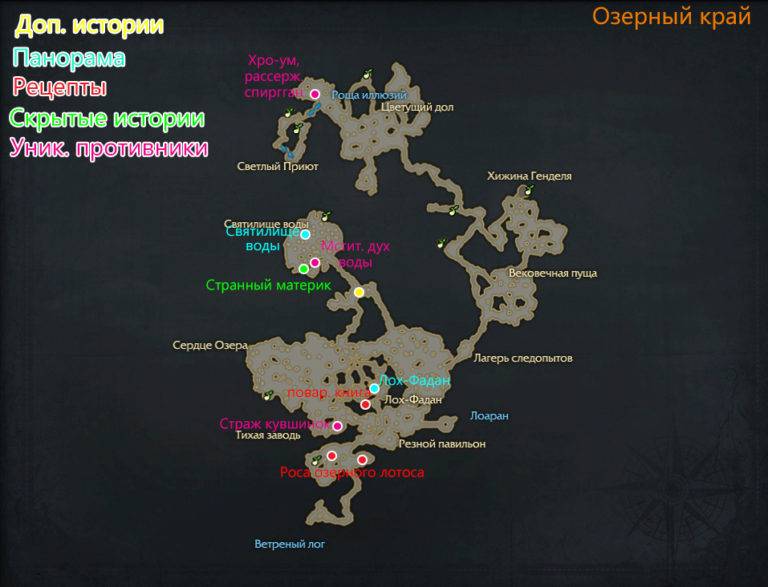 Озерный край
Доп. истории
Панорама
Рецепты
Скрытые истории
Уник. противники
Хро-ум,
рассерж.
спригган
Роща иллюзий
Цветущий дол
Светлый Приют
Хижина Генделя
Святилище воды
Святилище
воды
Мстит. дух
воды
Странный материк
Вековечная пуща
Сердце Озера
Лагерь следопытов
Лох-Фадан
повар. книга
Лох-Фадан
Страж кувшинок
Лоаран
Тихая заводь
Резной павильон
Роса озерного лотоса
Ветреный лог